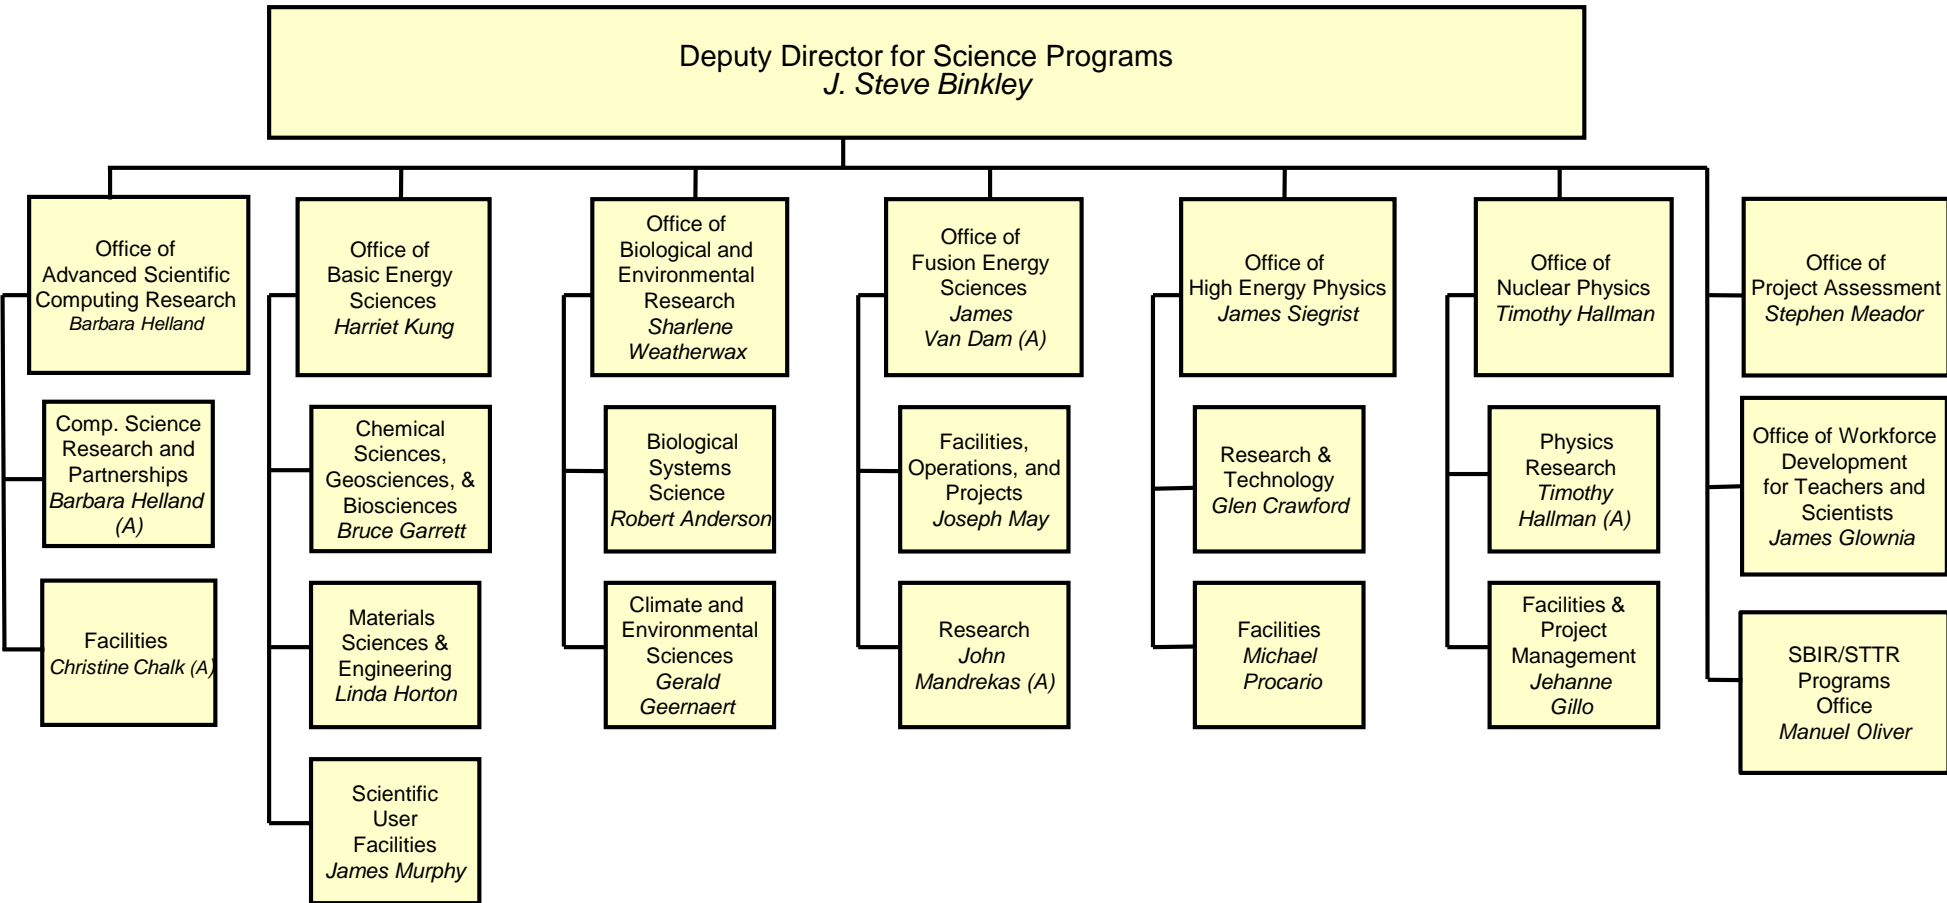 Deputy Director for Science Programs
J. Steve Binkley
Office of
Advanced Scientific
Computing Research
Barbara Helland
Comp. Science
Research and
Partnerships
Barbara Helland
(A)
Facilities
Christine Chalk (A)
Office of
Basic Energy
Sciences
Harriet Kung
Chemical
Sciences,
Geosciences, &
Biosciences
Bruce Garrett
Materials
Sciences &
Engineering
Linda Horton
Scientific
User
Facilities
James Murphy
Office of
Biological and
Environmental
Research
Sharlene
Weatherwax
Biological
Systems
Science
Robert Anderson
Climate and
Environmental
Sciences
Gerald
Geernaert
Office of
Fusion Energy
Sciences
James
Van Dam (A)
Facilities,
Operations, and
Projects
Joseph May
Research
John
Mandrekas (A)
Office of
High Energy Physics
James Siegrist
Research &
Technology
Glen Crawford
Facilities
Michael
Procario
Office of
Nuclear Physics
Timothy Hallman
Physics
Research
Timothy
Hallman (A)
Facilities &
Project
Management
Jehanne
Gillo
Office of
Project Assessment
Stephen Meador
Office of Workforce
Development
for Teachers and
Scientists
James Glownia
SBIR/STTR
Programs
Office
Manuel Oliver